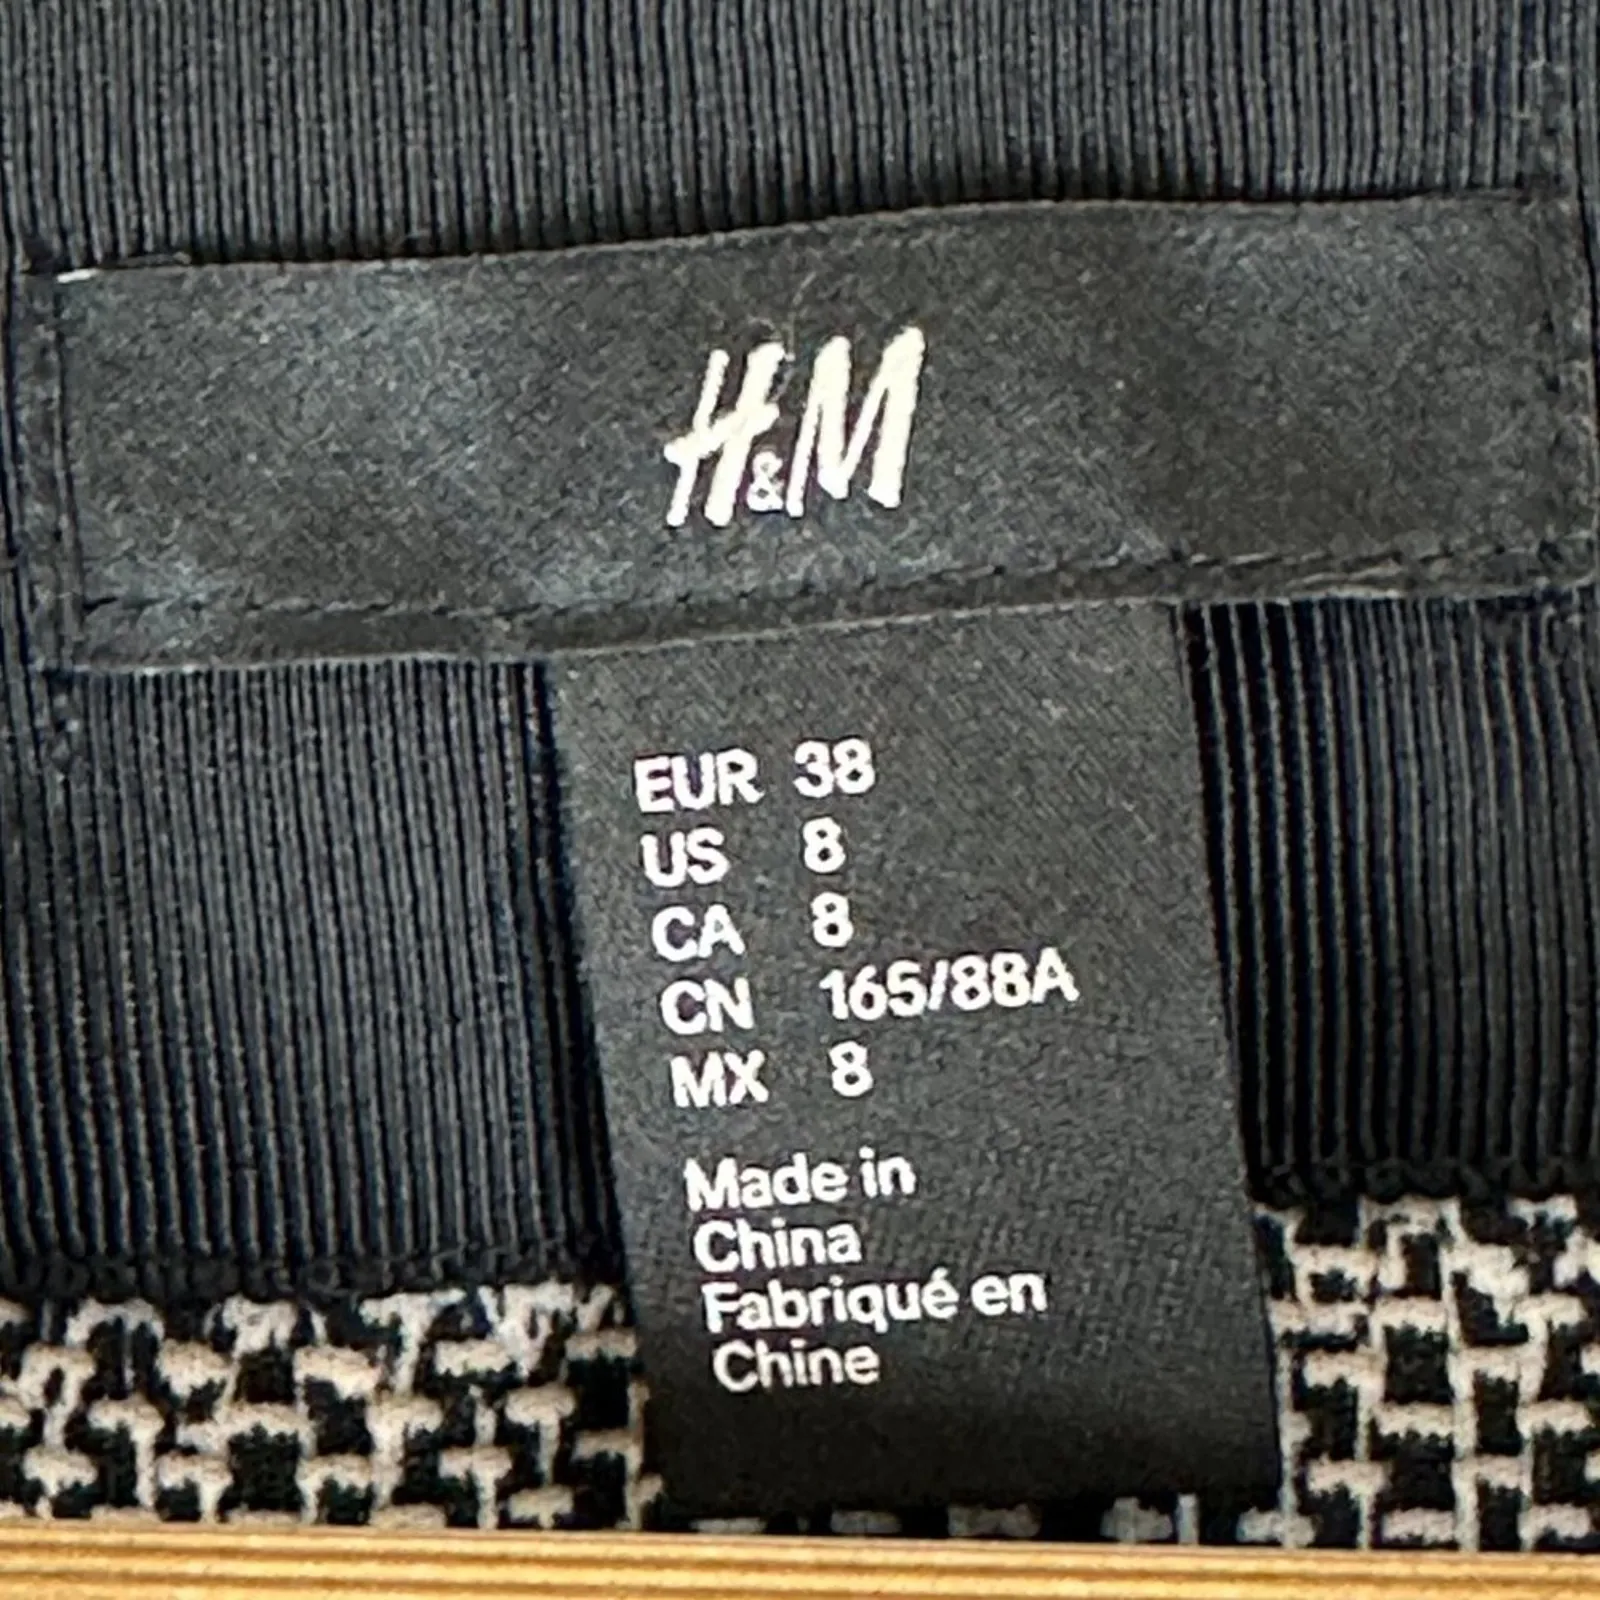 H&M
EUR 38
US 8
CA 8
CN 165/88A
MX 8
Made in
China
Fabriqué en
Chine